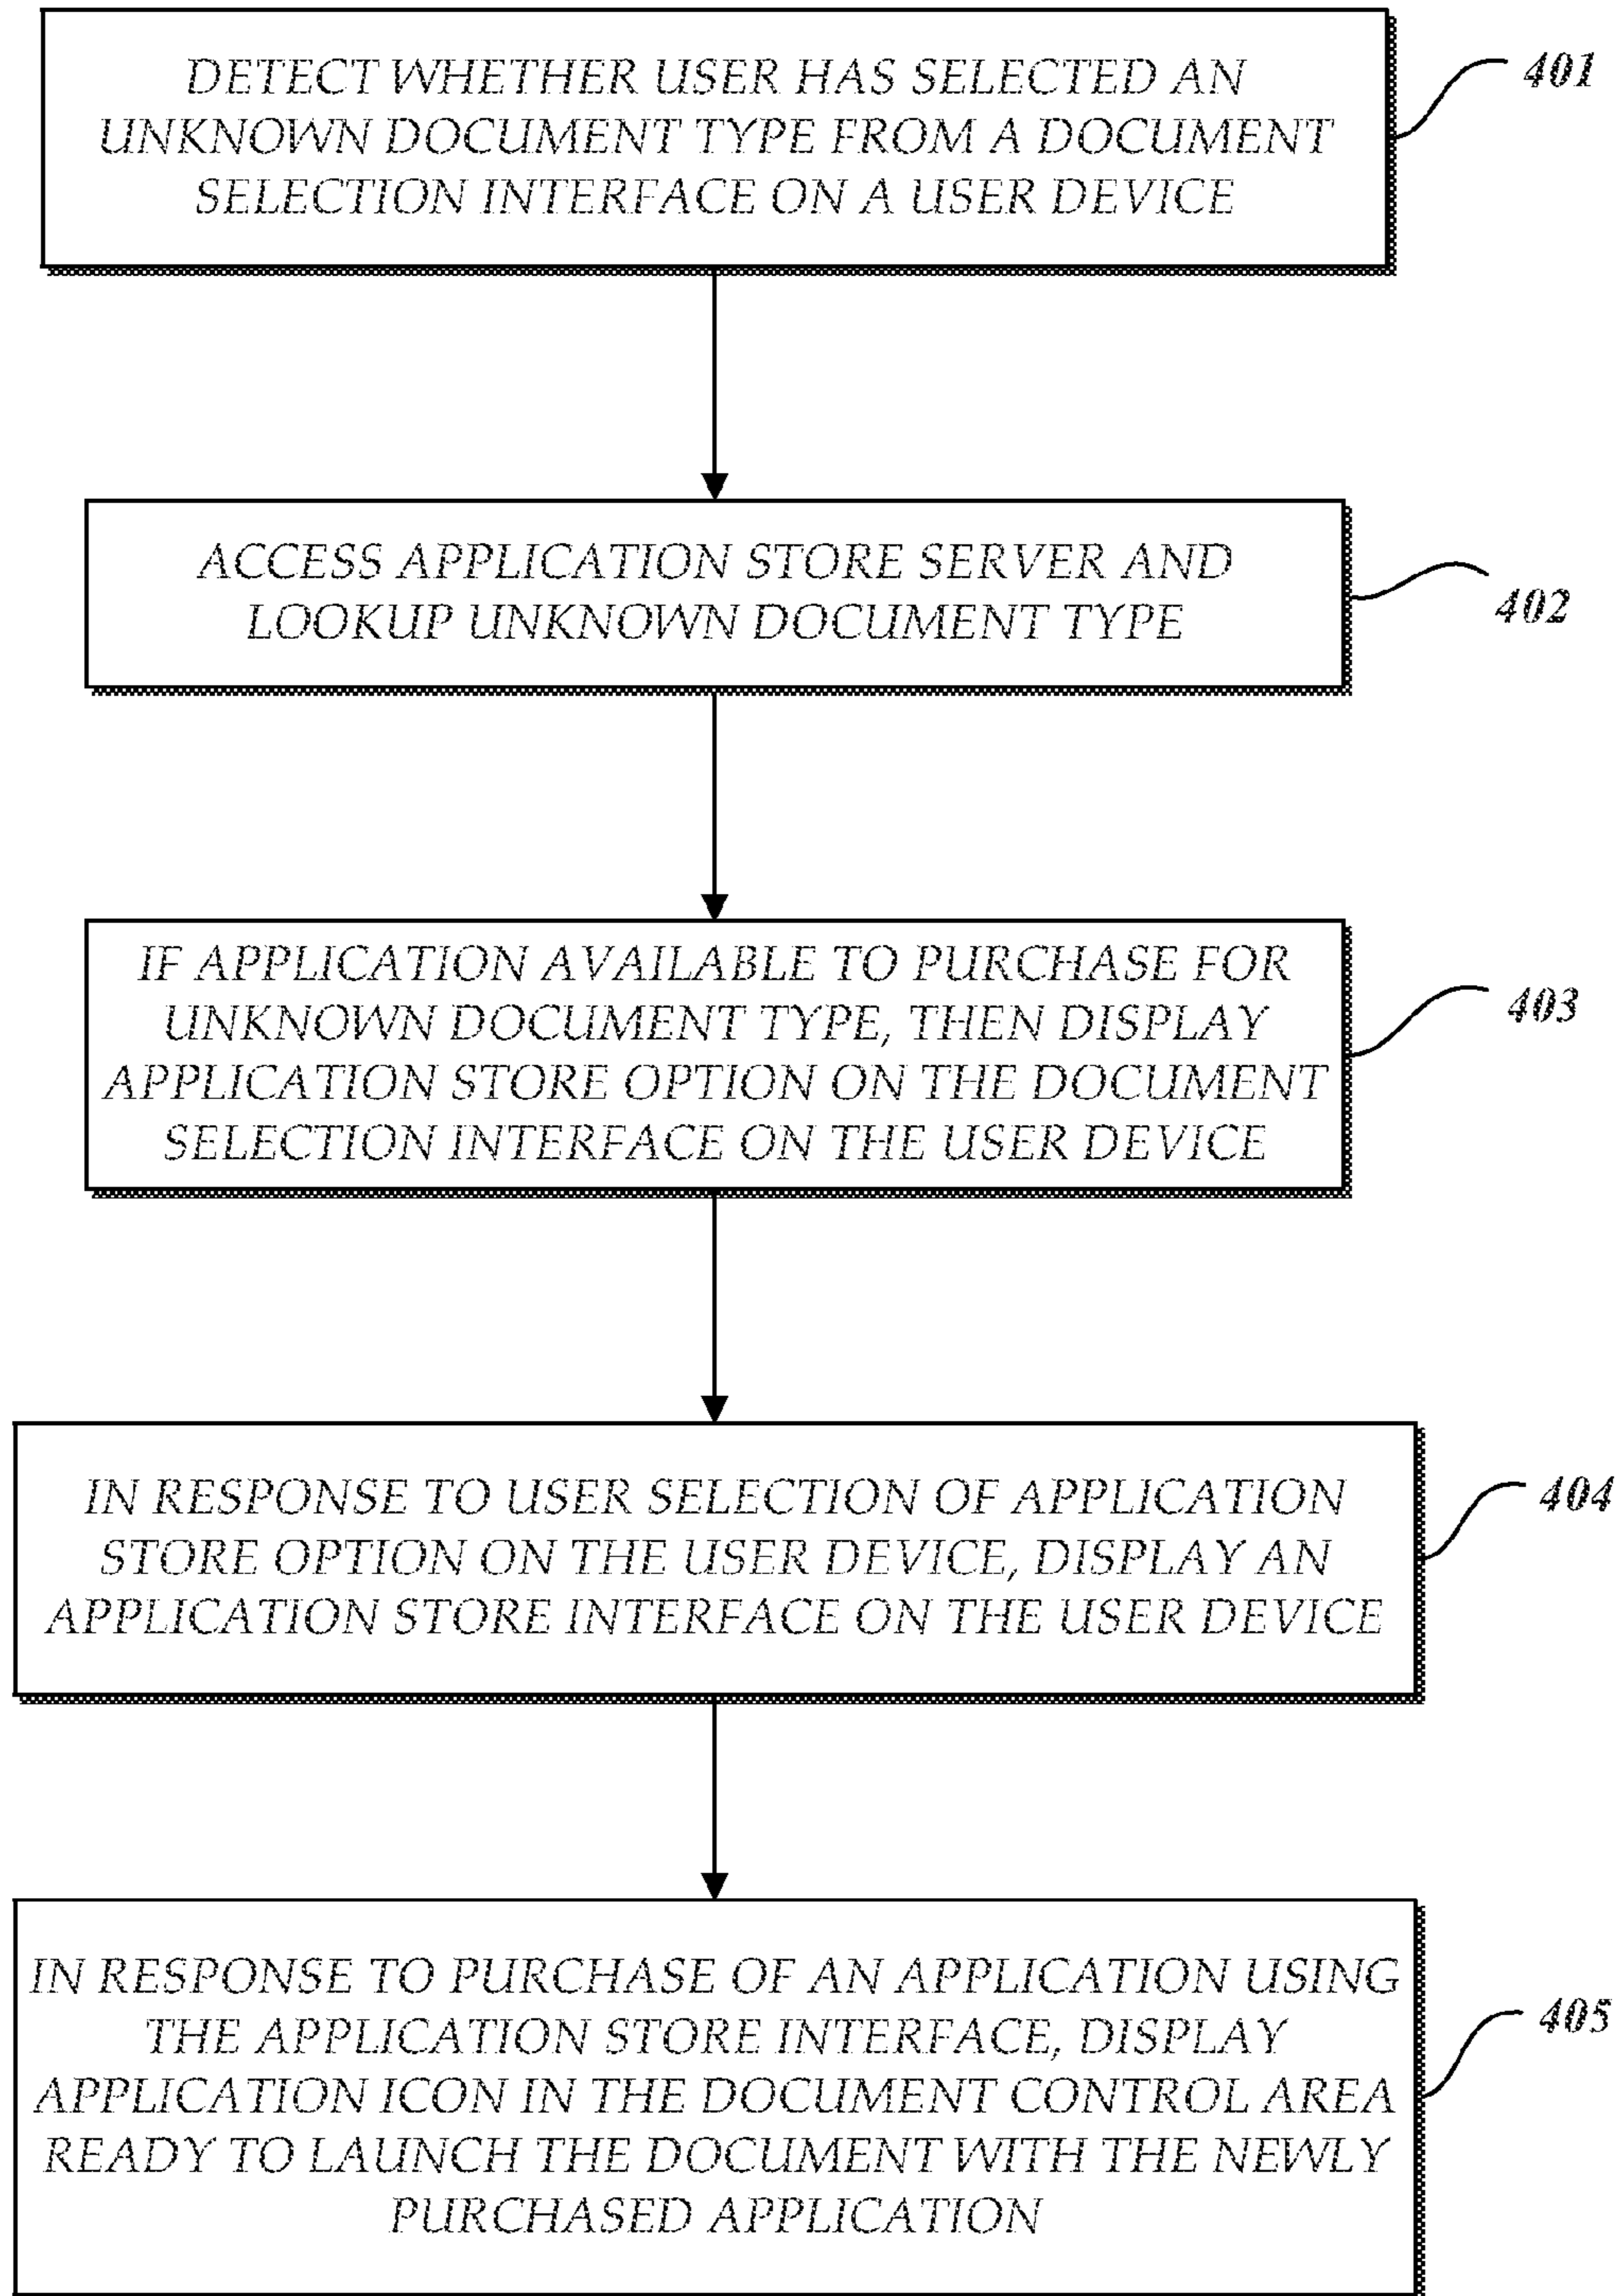 DETECT WHETHER USER HAS SELECTED AN
UNKNOWN DOCUMENT TYPE FROM A DOCUMENT
SELECTION INTERFACE ON A USER DEVICE
401
ACCESS APPLICATION STORE SERVER AND
LOOKUP UNKNOWN DOCUMENT TYPE
402
IF APPLICATION AVAILABLE TO PURCHASE FOR
UNKNOWN DOCUMENT TYPE, THEN DISPLAY
APPLICATION STORE OPTION ON THE DOCUMENT
SELECTION INTERFACE ON THE USER DEVICE
403
IN RESPONSE TO USER SELECTION OF APPLICATION
STORE OPTION ON THE USER DEVICE, DISPLAY AN
APPLICATION STORE INTERFACE ON THE USER DEVICE
404
IN RESPONSE TO PURCHASE OF AN APPLICATION USING
THE APPLICATION STORE INTERFACE, DISPLAY
APPLICATION ICON IN THE DOCUMENT CONTROL AREA
READY TO LAUNCH THE DOCUMENT WITH THE NEWLY
PURCHASED APPLICATION
405